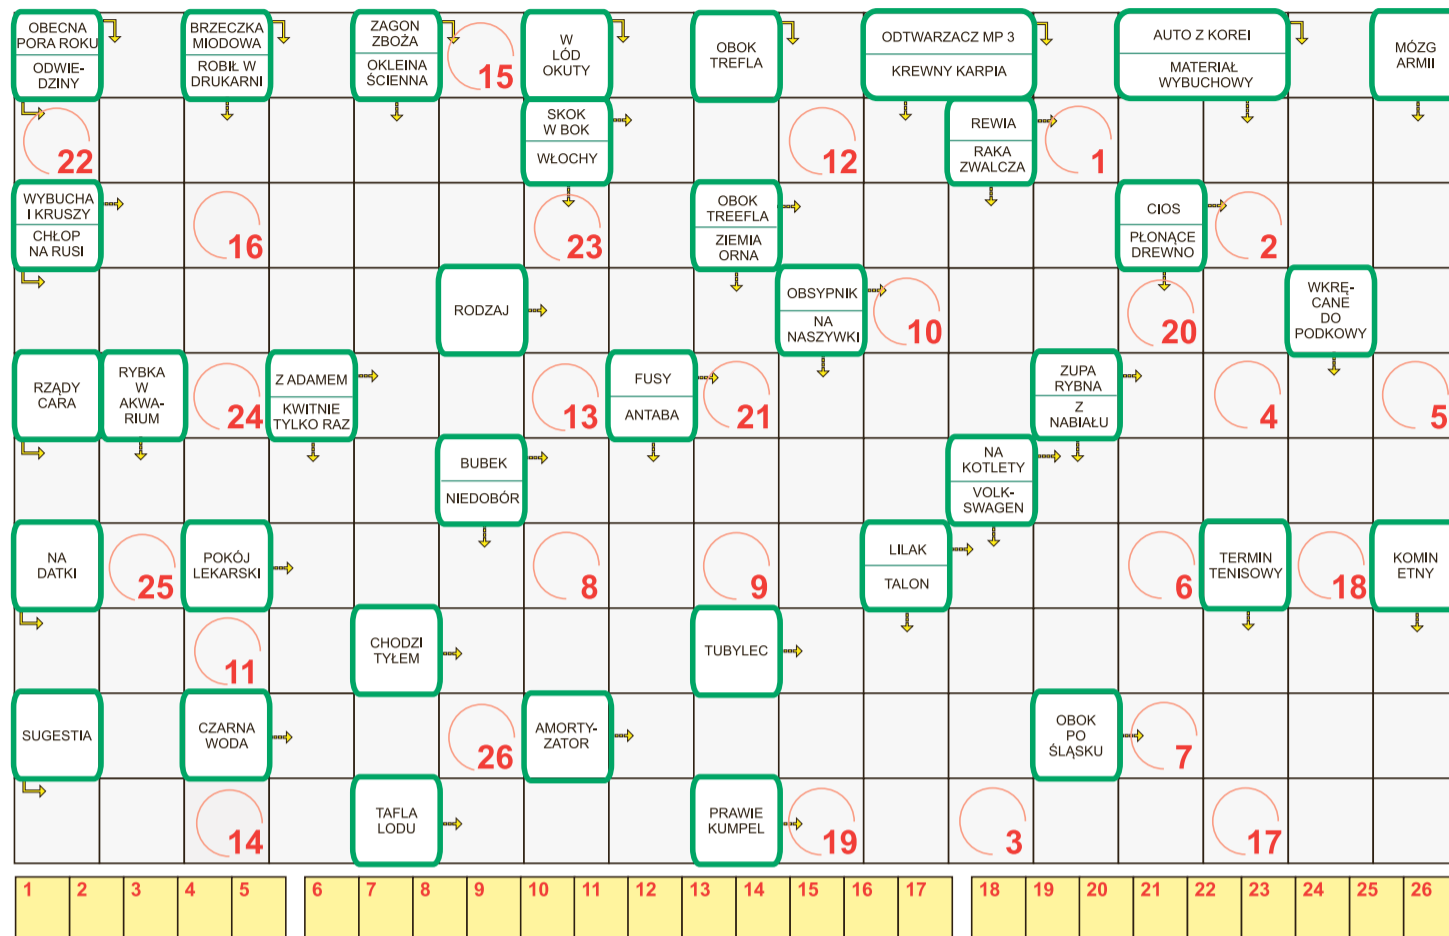 OBECNA
PORA ROKU
ODWIE-
DZINY
BRZECZKA
MIODOWA
ROBIŁ W
DRUKARNI
ZAGON
ZBOŻA
OKLEINA
ŚCIENNA
15
W
LÓD
OKUTY
OBOK
TREFLA
ODTWARZACZ MP 3
KREWNY KARPIA
AUTO Z KOREI
MATERIAŁ
WYBUCHOWY
MÓZG
ARMII
22
SKOK
W BOK
WŁOCHY
12
REWIA
RAKA
ZWALCZA
1
WYBUCHA
I KRUSZY
CHŁOP
NA RUSI
16
23
OBOK
TREEFLA
ZIEMIA
ORNA
CIOS
PŁONĄCE
DREWNO
2
RODZAJ
OBSYPNIK
NA
NASZYWKI
10
20
WKRĘ-
CANE
DO
PODKOWY
RZĄDY
CARA
RYBKA
W
AKWA-
RIUM
24
Z ADAMEM
KWITNIE
TYLKO RAZ
13
FUSY
ANTABA
21
ZUPA
RYBNA
Z
NABIAŁU
4
5
BUBEK
NIEDOBÓR
NA
KOTLETY
VOLK-
SWAGEN
NA
DATKI
25
POKÓJ
LEKARSKI
8
9
LILAK
TALON
6
TERMIN
TENISOWY
18
KOMIN
ETNY
11
CHODZI
TYŁEM
TUBYLEC
SUGESTIA
CZARNA
WODA
26
AMORTY-
ZATOR
OBOK
PO
ŚLĄSKU
7
14
TAFLA
LODU
PRAWIE
KUMPEL
19
3
17
1 2 3 4 5 6 7 8 9 10 11 12 13 14 15 16 17 18 19 20 21 22 23 24 25 26